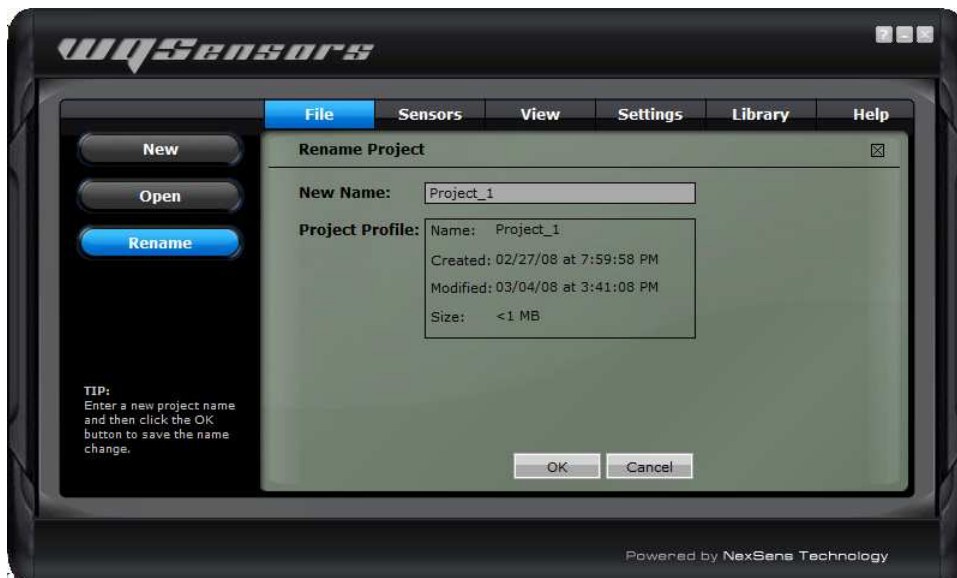 WQSensors
? _ X
File Sensors View Settings Library Help
New
Open
Rename
Rename Project
New Name: Project_1
Project Profile:
Name: Project_1
Created: 02/27/08 at 7:59:58 PM
Modified: 03/04/08 at 3:41:08 PM
Size: <1 MB
TIP:
Enter a new project name
and then click the OK
button to save the name
change.
OK Cancel
Powered by NexSens Technology